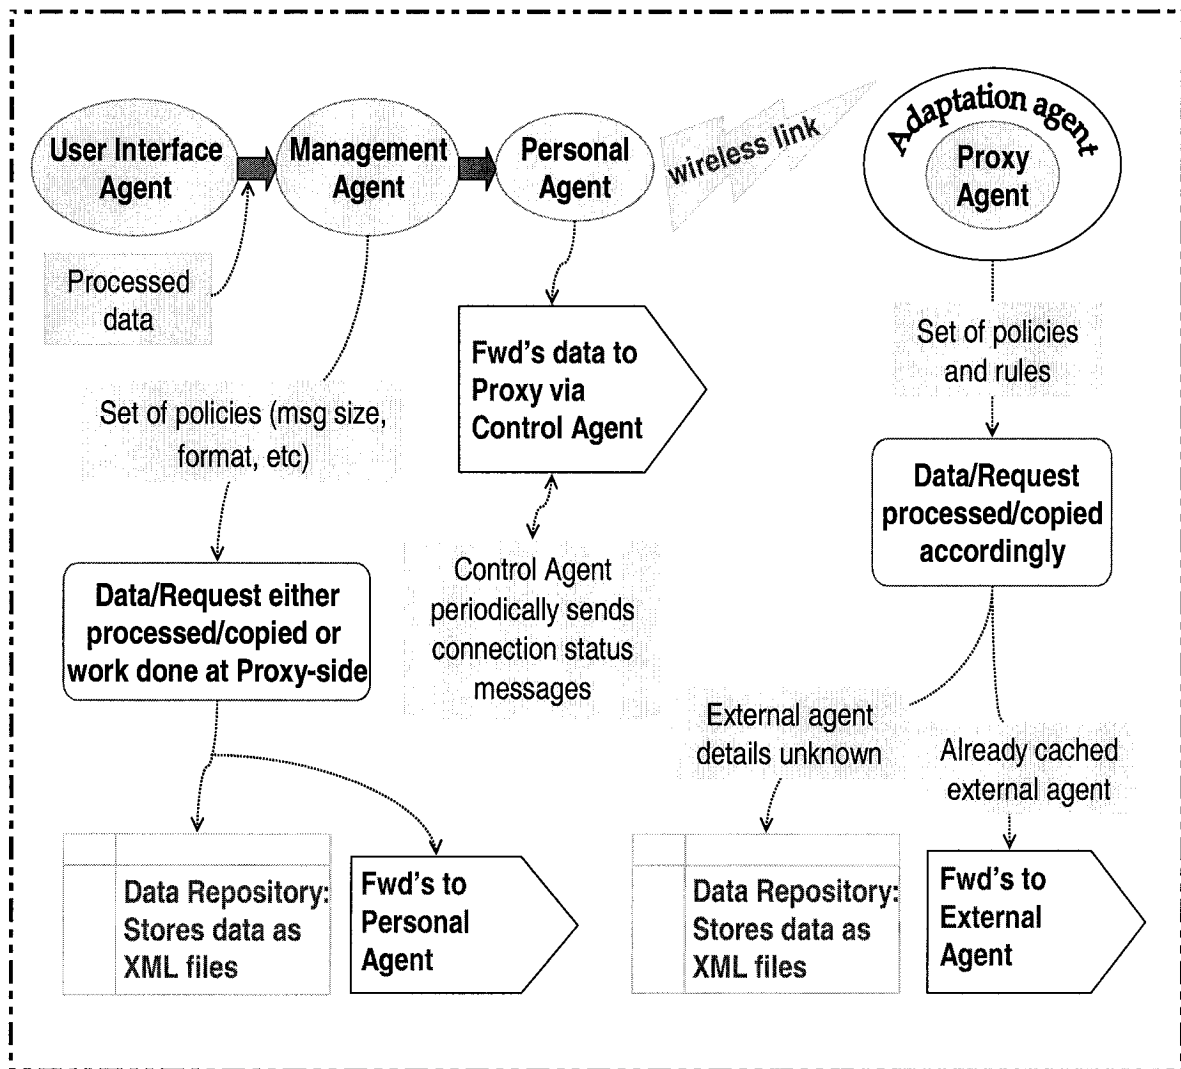 User Interface
Agent
Management
Agent
Personal
Agent
wireless link
Adaptation agent
Proxy
Agent
Processed
data
Set of policies (msg size,
format, etc)
Fwd's data to
Proxy via
Control Agent
Set of policies
and rules
Data/Request either
processed/copied or
work done at Proxy-side
Control Agent
periodically sends
connection status
messages
Data/Request
processed/copied
accordingly
External agent
details unknown
Already cached
external agent
Data Repository:
Stores data as
XML files
Fwd's to
Personal
Agent
Data Repository:
Stores data as
XML files
Fwd's to
External
Agent